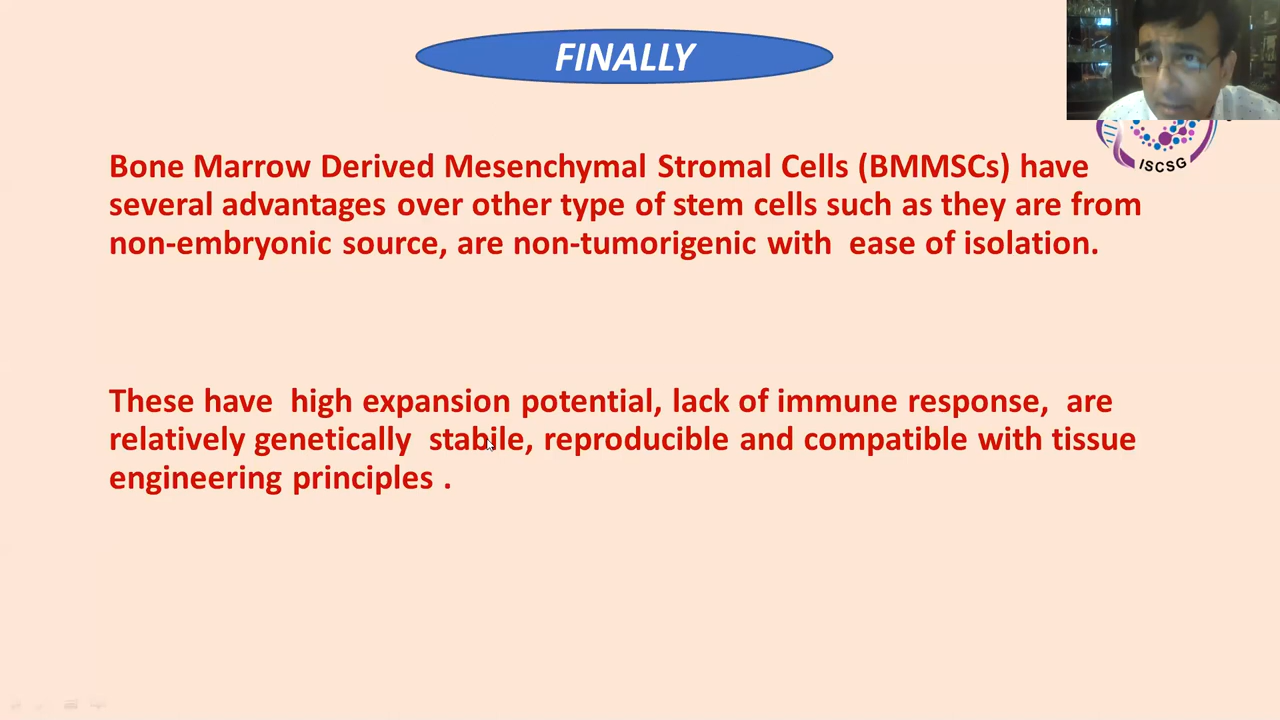 FINALLY
Bone Marrow Derived Mesenchymal Stromal Cells (BMMSCs) have
several advantages over other type of stem cells such as they are from
non-embryonic source, are non-tumorigenic with ease of isolation.
These have high expansion potential, lack of immune response, are
relatively genetically stabile, reproducible and compatible with tissue
engineering principles .
ISCSG